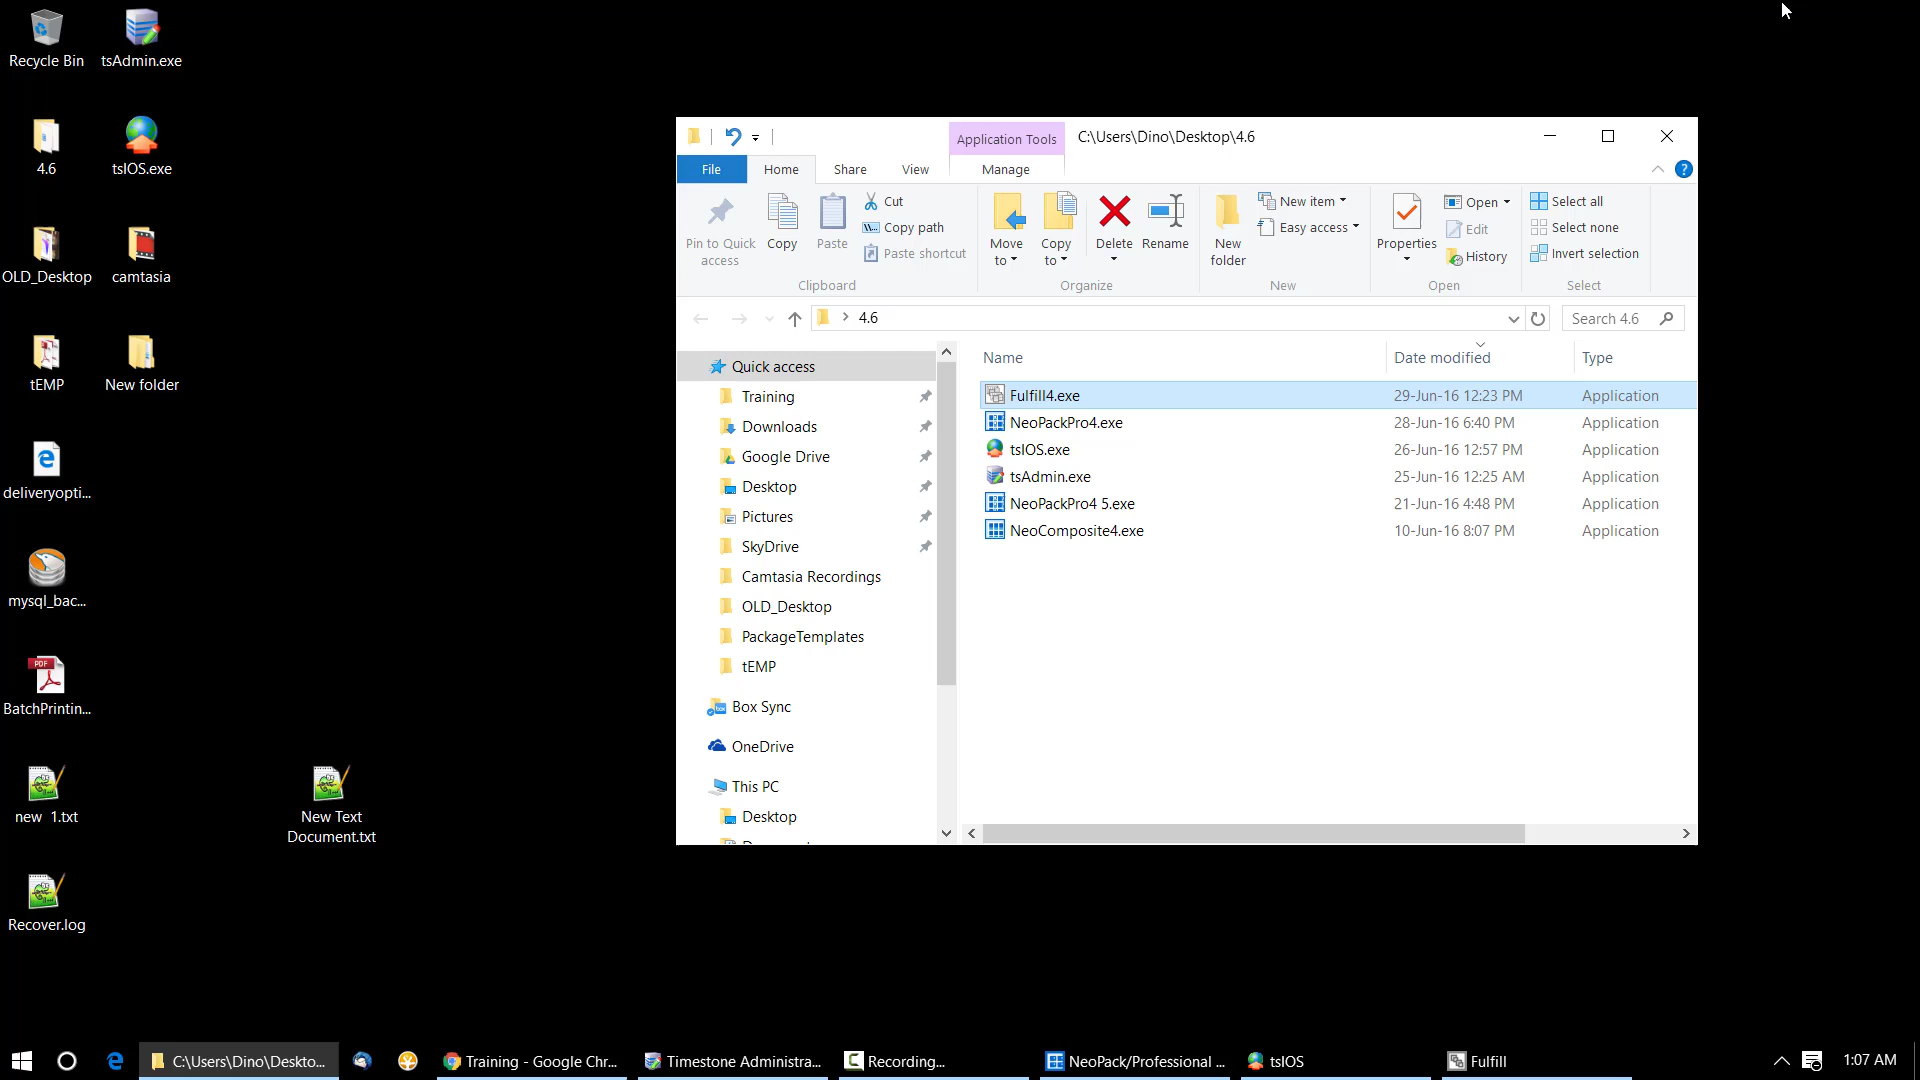 Recycle Bin
tsAdmin.exe
4.6
tsIOS.exe
OLD_Desktop
camtasia
tEMP
New folder
deliveryopti...
mysql_bac...
PDF
BatchPrintin...
new  1.txt
New Text
Document.txt
Recover.log
Application Tools
C:\Users\Dino\Desktop\4.6
File
Home
Share
View
Manage
Pin to Quick
access
Copy
Paste
Cut
Copy path
Paste shortcut
Clipboard
Move
to
Copy
to
Delete
Rename
Organize
New
folder
New item
Easy access
New
Properties
Open
Edit
History
Open
Select all
Select none
Invert selection
Select
4.6
Search 4.6
Quick access
Training
Downloads
Google Drive
Desktop
Pictures
SkyDrive
Camtasia Recordings
OLD_Desktop
PackageTemplates
tEMP
Box Sync
OneDrive
This PC
Desktop
Name Date modified Type
Fulfill4.exe 29-Jun-16 12:23 PM Application
NeoPackPro4.exe 28-Jun-16 6:40 PM Application
tsIOS.exe 26-Jun-16 12:57 PM Application
tsAdmin.exe 25-Jun-16 12:25 AM Application
NeoPackPro4 5.exe 21-Jun-16 4:48 PM Application
NeoComposite4.exe 10-Jun-16 8:07 PM Application
C:\Users\Dino\Deskto...
Training - Google Chr...
Timestone Administra...
Recording...
NeoPack/Professional ...
tsIOS
Fulfill
1:07 AM